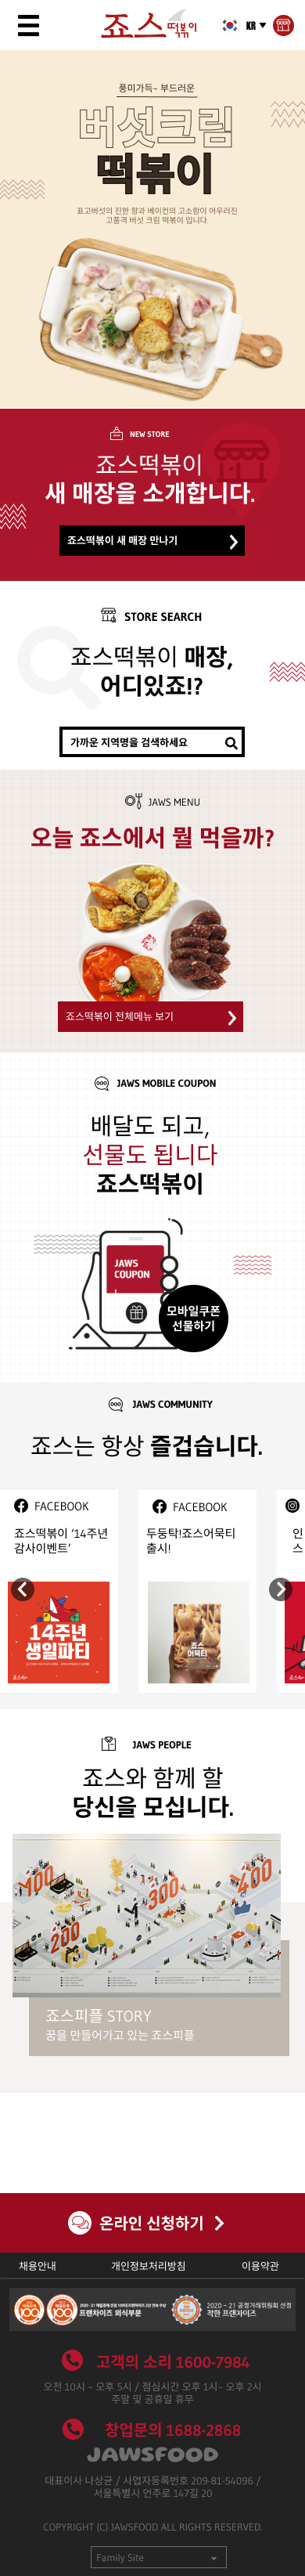 죠스떡볶이
KR
풍미가득~ 부드러운
버섯크림
떡볶이
표고버섯의 진한 향과 베이컨의 고소함이 어우러진
고품격 버섯 크림 떡볶이 입니다.
NEW STORE
죠스떡볶이
새 매장을 소개합니다.
죠스떡볶이 새 매장 만나기
STORE SEARCH
죠스떡볶이 매장,
어디있죠!?
가까운 지역명을 검색하세요
JAWS MENU
오늘 죠스에서 뭘 먹을까?
죠스떡볶이 전체메뉴 보기
JAWS MOBILE COUPON
배달도 되고,
선물도 됩니다
죠스떡볶이
JAWS
COUPON
모바일쿠폰
선물하기
JAWS COMMUNITY
죠스는 항상 즐겁습니다.
FACEBOOK
죠스떡볶이 '14주년
감사이벤트'
14주년
생일파티
FACEBOOK
두둥탁!죠스어묵티
출시!
죠스
어묵티
인
스
JAWS PEOPLE
죠스와 함께 할
당신을 모십니다.
100
200
300
400
죠스피플 STORY
꿈을 만들어가고 있는 죠스피플
온라인 신청하기
채용안내
개인정보처리방침
이용약관
100
100
프랜차이즈 외식부문
2020 ~ 21 공정거래위원회 선정
착한 프랜차이즈
고객의 소리 1600-7984
오전 10시 ~ 오후 5시 / 점심시간 오후 1시~ 오후 2시
주말 및 공휴일 휴무
창업문의 1688-2868
JAWSFOOD
대표이사 나상균 / 사업자등록번호 209-81-54096 /
서울특별시 언주로 147길 20
COPYRIGHT (C) JAWSFOOD ALL RIGHTS RESERVED.
Family Site